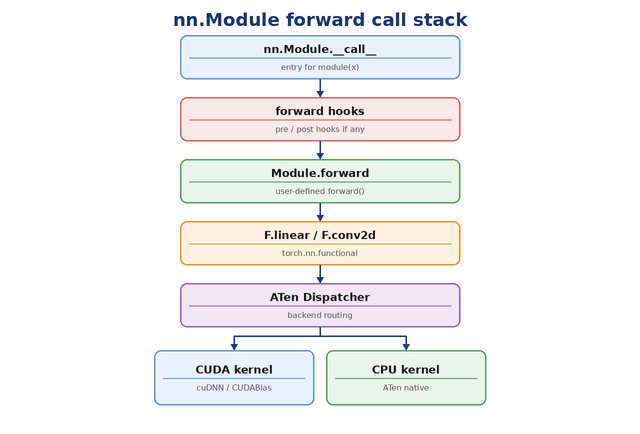 nn.Module forward call stack
nn.Module.__call__
entry for module(x)
forward hooks
pre / post hooks if any
Module.forward
user-defined forward()
F.linear / F.conv2d
torch.nn.functional
ATen Dispatcher
backend routing
CUDA kernel
cuDNN / CUDABlas
CPU kernel
ATen native